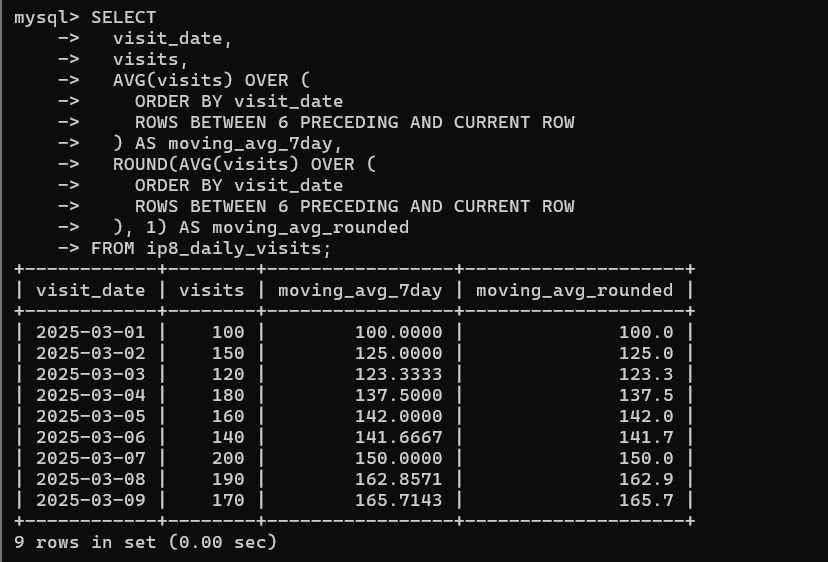 mysql> SELECT
    ->   visit_date,
    ->   visits,
    ->   AVG(visits) OVER (
    ->     ORDER BY visit_date
    ->     ROWS BETWEEN 6 PRECEDING AND CURRENT ROW
    ->   ) AS moving_avg_7day,
    ->   ROUND(AVG(visits) OVER (
    ->     ORDER BY visit_date
    ->     ROWS BETWEEN 6 PRECEDING AND CURRENT ROW
    ->   ), 1) AS moving_avg_rounded
    -> FROM ip8_daily_visits;
+------------+--------+-----------------+--------------------+
| visit_date | visits | moving_avg_7day | moving_avg_rounded |
+------------+--------+-----------------+--------------------+
| 2025-03-01 |    100 |        100.0000 |              100.0 |
| 2025-03-02 |    150 |        125.0000 |              125.0 |
| 2025-03-03 |    120 |        123.3333 |              123.3 |
| 2025-03-04 |    180 |        137.5000 |              137.5 |
| 2025-03-05 |    160 |        142.0000 |              142.0 |
| 2025-03-06 |    140 |        141.6667 |              141.7 |
| 2025-03-07 |    200 |        150.0000 |              150.0 |
| 2025-03-08 |    190 |        162.8571 |              162.9 |
| 2025-03-09 |    170 |        165.7143 |              165.7 |
+------------+--------+-----------------+--------------------+
9 rows in set (0.00 sec)